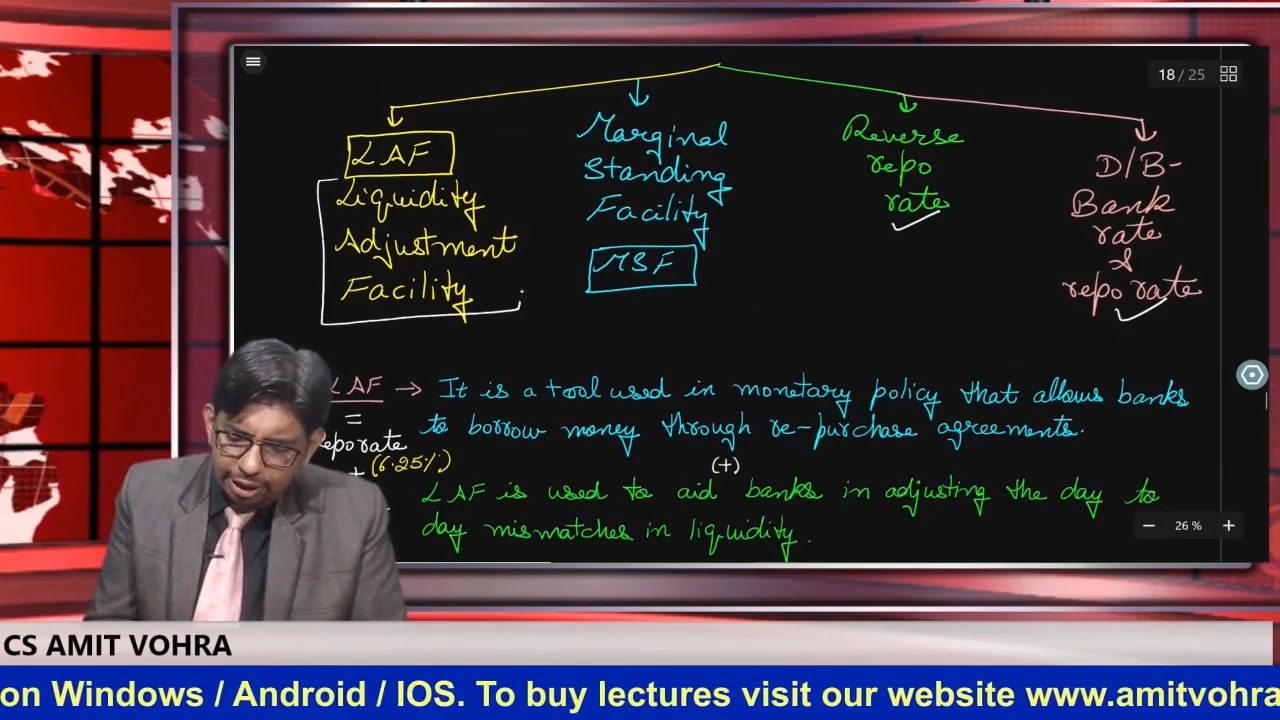 18 / 25
LAF
Liquidity
Adjustment
Facility
Marginal
Standing
Facility
MSF
Reverse
repo
rate
D/B-
Bank
rate
&
repo rate
LAF → It is a tool used in monetary policy that allows banks
to borrow money through re-purchase agreements.
=
epo rate
+ (6.25%)
(+)
LAF is used to aid banks in adjusting the day to
day mismatches in liquidity.
26 %
CS AMIT VOHRA
on Windows / Android / IOS. To buy lectures visit our website www.amitvohra